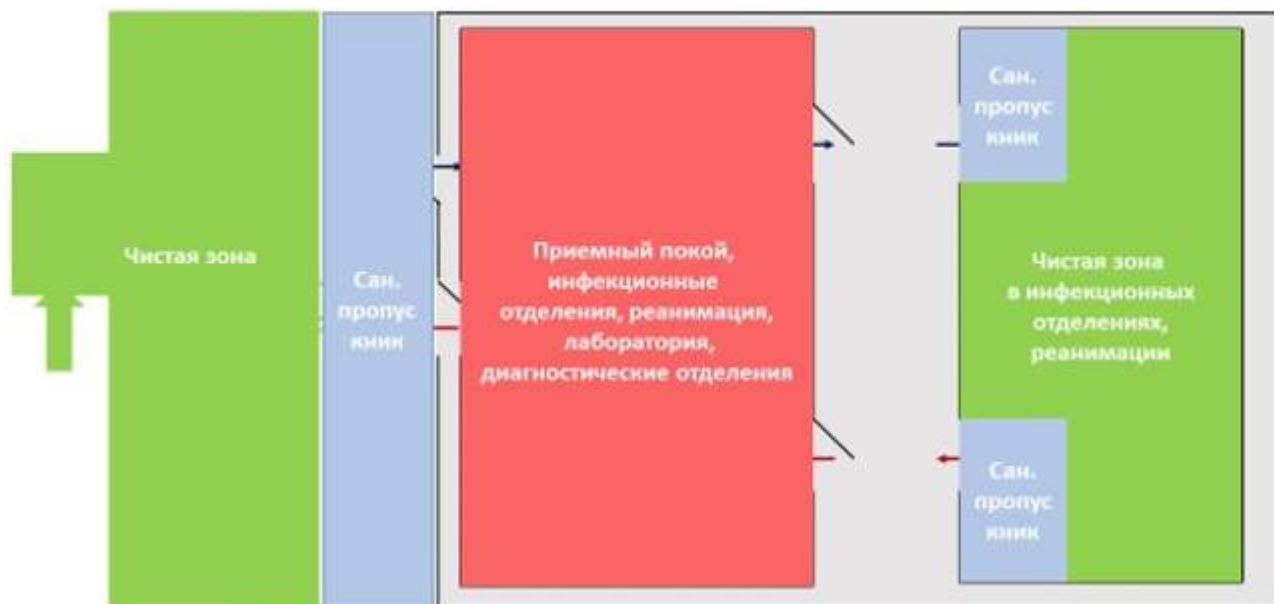 Чистая зона
Сан.
пропус
кник
Приемный покой,
инфекционные
отделения, реанимация,
лаборатория,
диагностические отделения
Сан.
пропус
кник
Чистая зона
в инфекционных
отделениях,
реанимации
Сан.
пропус
кник